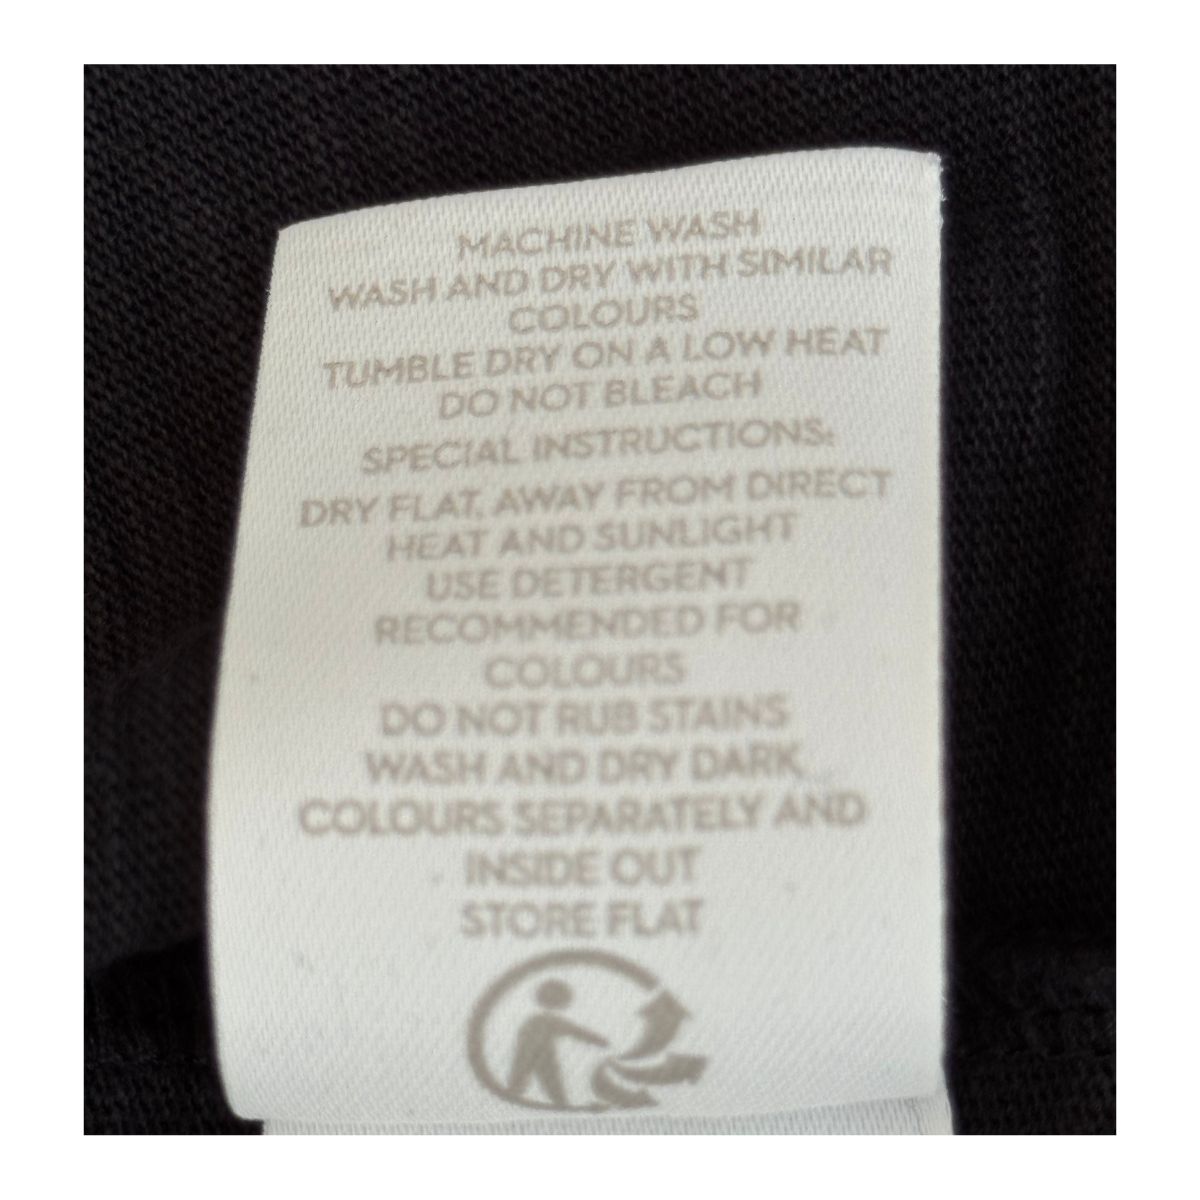 MACHINE WASH
WASH AND DRY WITH SIMILAR
COLOURS
TUMBLE DRY ON A LOW HEAT
DO NOT BLEACH
SPECIAL INSTRUCTIONS:
DRY FLAT, AWAY FROM DIRECT
HEAT AND SUNLIGHT
USE DETERGENT
RECOMMENDED FOR
COLOURS
DO NOT RUB STAINS
WASH AND DRY DARK
COLOURS SEPARATELY AND
INSIDE OUT
STORE FLAT